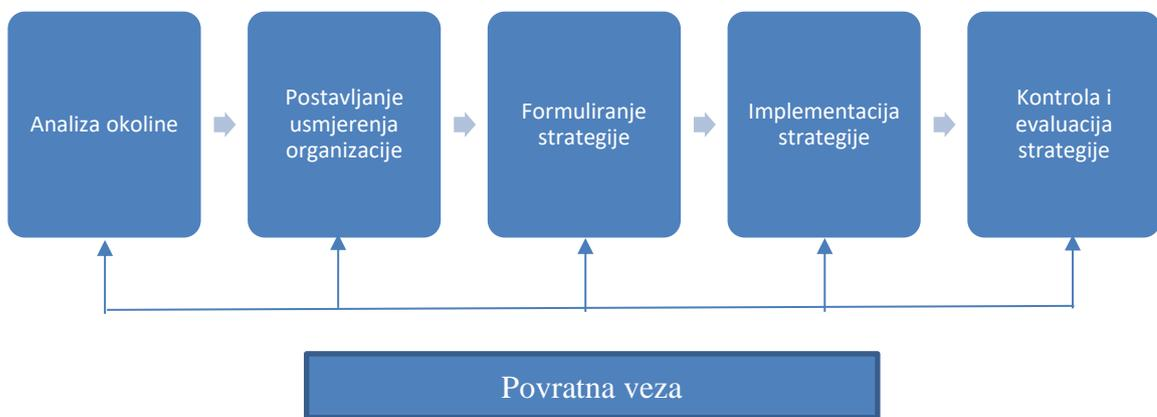 Analiza okoline
Postavljanje
usmjerenja
organizacije
Formuliranje
strategije
Implementacija
strategije
Kontrola i
evaluacija
strategije
Povratna veza